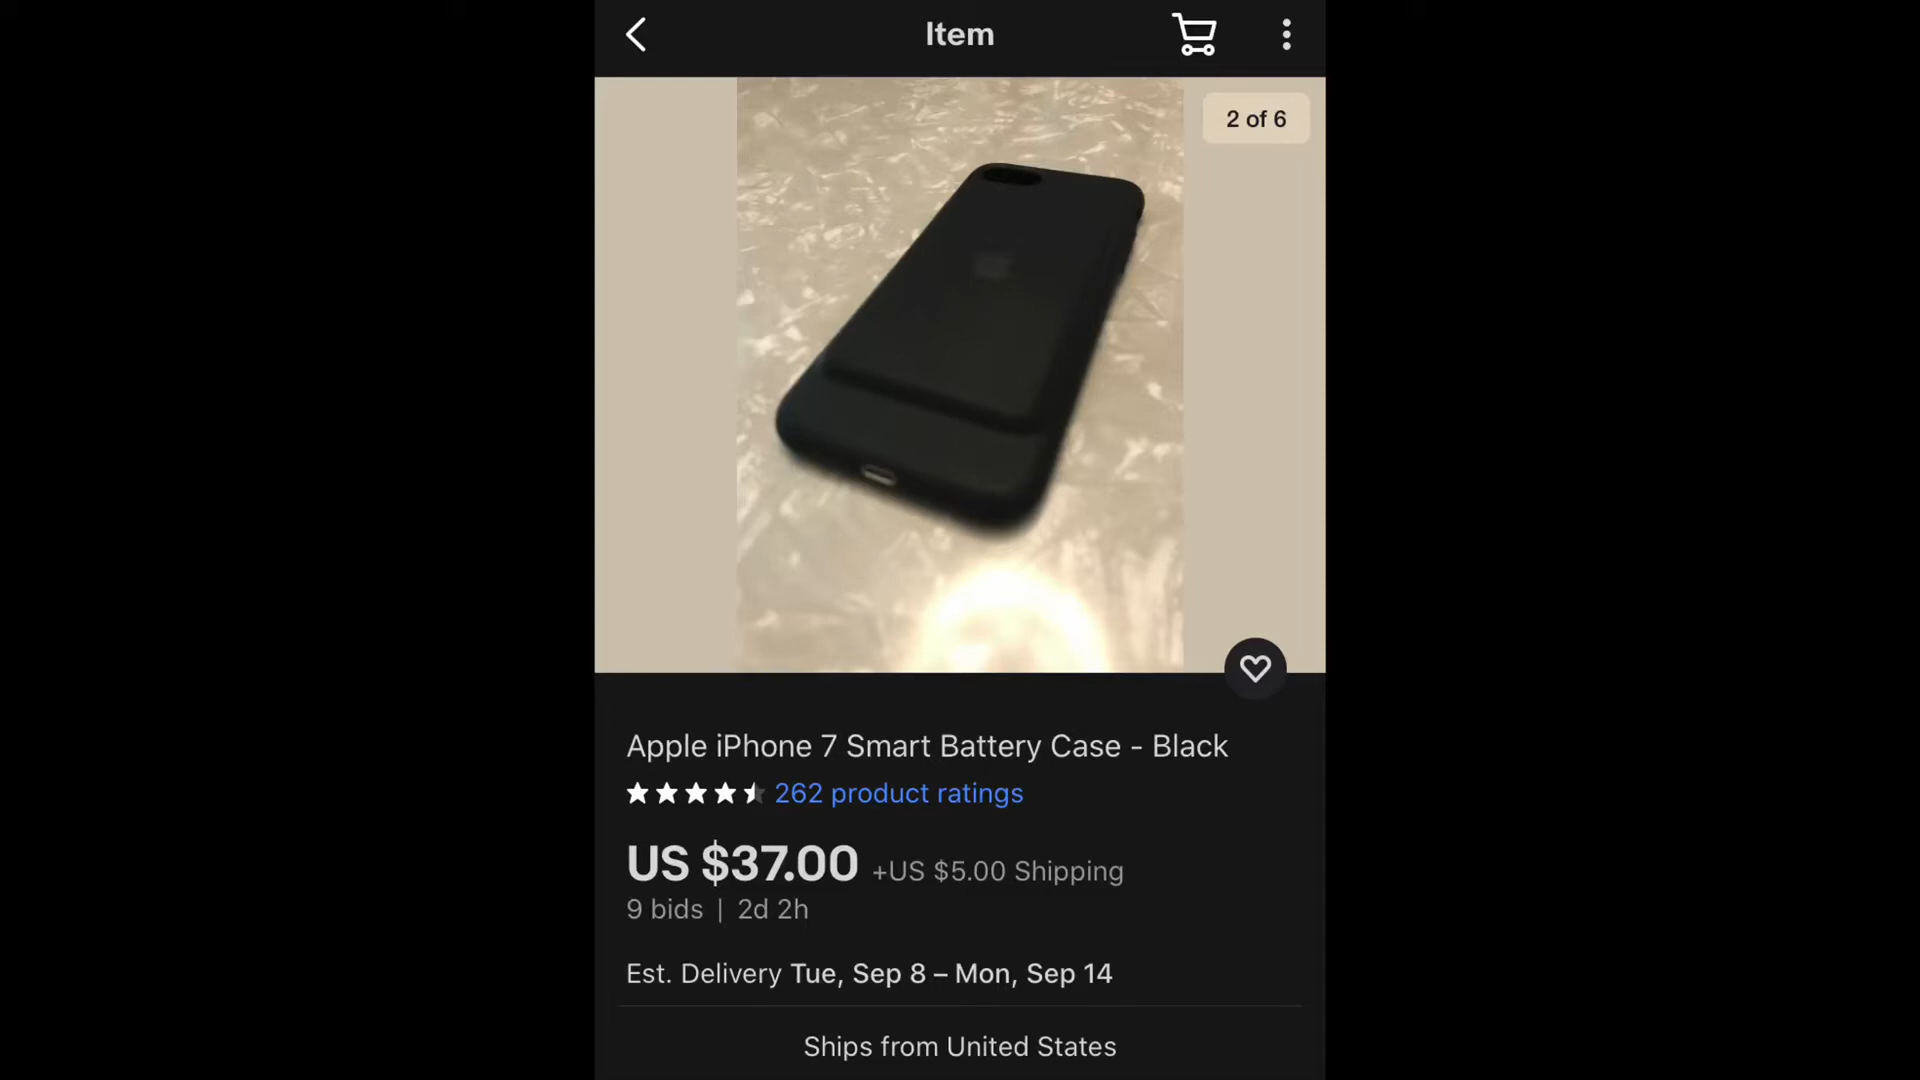 Item
2 of 6
Apple iPhone 7 Smart Battery Case - Black
262 product ratings
US $37.00 +US $5.00 Shipping
9 bids | 2d 2h
Est. Delivery Tue, Sep 8 – Mon, Sep 14
Ships from United States